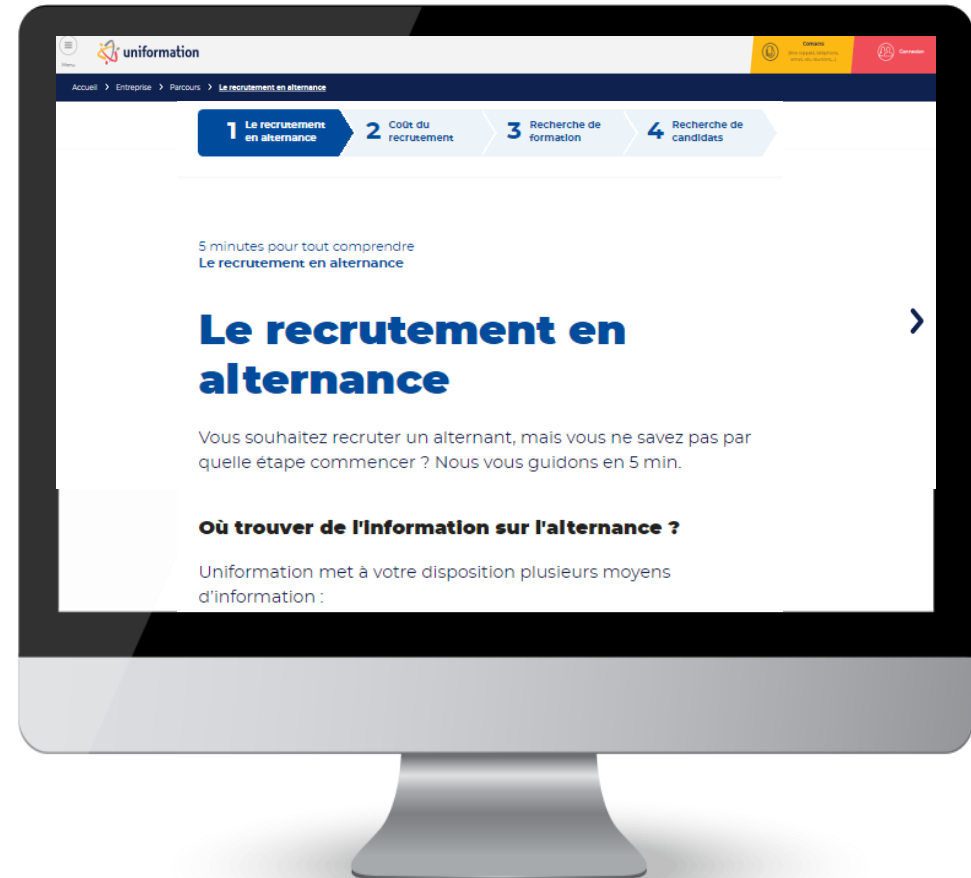 Menu
uniformation
Contacts
Connexion
Accueil > Entreprise > Parcours > Le recrutement en alternance
1 Le recrutement en alternance
2 Coût du recrutement
3 Recherche de formation
4 Recherche de candidats
5 minutes pour tout comprendre
Le recrutement en alternance
Le recrutement en
alternance
Vous souhaitez recruter un alternant, mais vous ne savez pas par
quelle étape commencer ? Nous vous guidons en 5 min.
Où trouver de l'information sur l'alternance ?
Uniformation met à votre disposition plusieurs moyens
d'information :